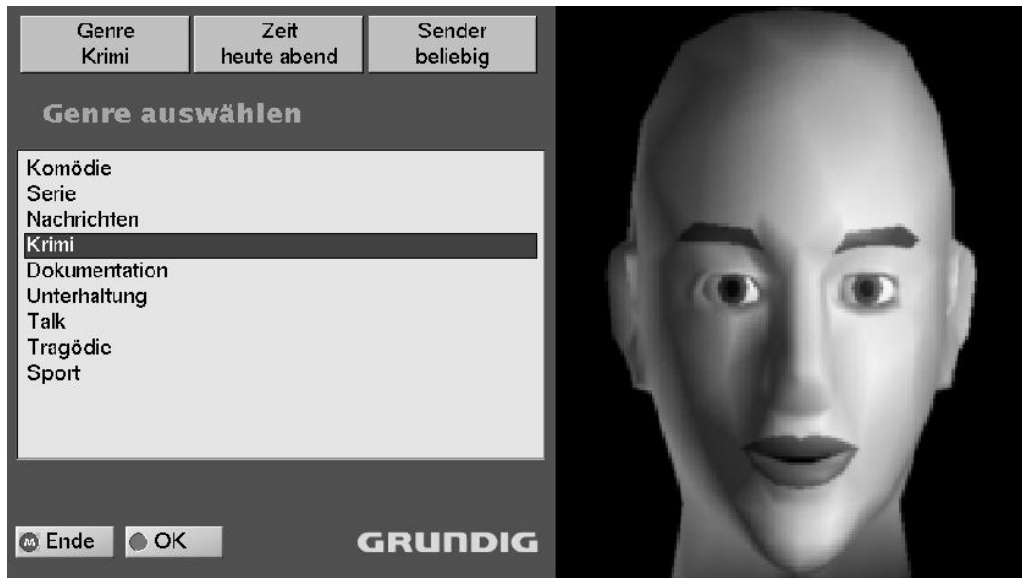 Genre
Krimi
Zeit
heute abend
Sender
beliebig
Genre auswählen
Komödie
Serie
Nachrichten
Krimi
Dokumentation
Unterhaltung
Talk
Tragödie
Sport
M Ende
OK
GRUNDIG